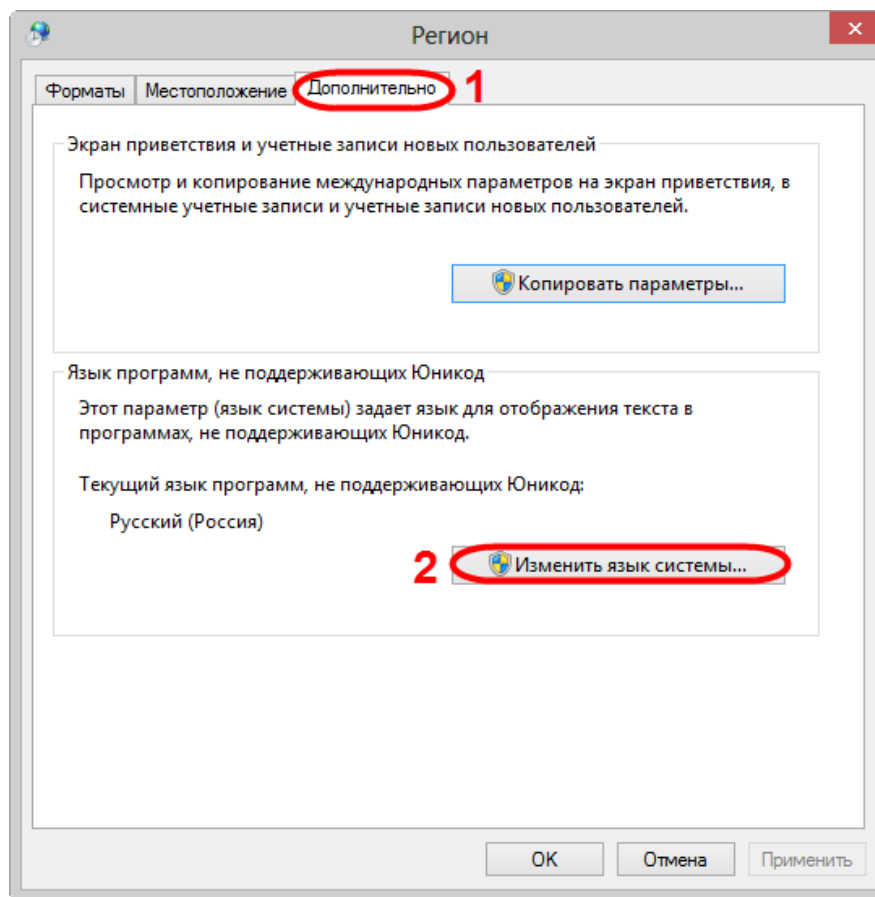 Регион
Форматы Местоположение Дополнительно 1
Экран приветствия и учетные записи новых пользователей
Просмотр и копирование международных параметров на экран приветствия, в
системные учетные записи и учетные записи новых пользователей.
Копировать параметры...
Язык программ, не поддерживающих Юникод
Этот параметр (язык системы) задает язык для отображения текста в
программах, не поддерживающих Юникод.
Текущий язык программ, не поддерживающих Юникод:
Русский (Россия)
2 Изменить язык системы...
ОК Отмена Применить